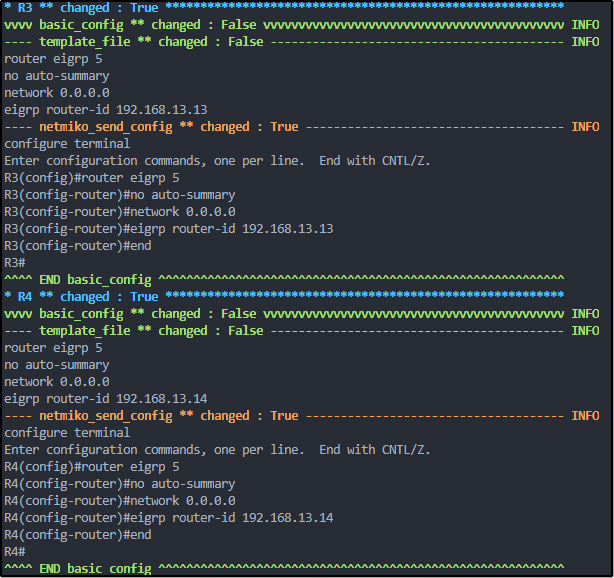 * R3 ** changed : True *********************************************************
vvvv basic_config ** changed : False vvvvvvvvvvvvvvvvvvvvvvvvvvvvvvvvvvvvvvvvvvv INFO
---- template_file ** changed : False ------------------------------------------ INFO
router eigrp 5
no auto-summary
network 0.0.0.0
eigrp router-id 192.168.13.13
---- netmiko_send_config ** changed : True ------------------------------------- INFO
configure terminal
Enter configuration commands, one per line.  End with CNTL/Z.
R3(config)#router eigrp 5
R3(config-router)#no auto-summary
R3(config-router)#network 0.0.0.0
R3(config-router)#eigrp router-id 192.168.13.13
R3(config-router)#end
R3#
^^^^ END basic_config ^^^^^^^^^^^^^^^^^^^^^^^^^^^^^^^^^^^^^^^^^^^^^^^^^^^^^^^^^^
* R4 ** changed : True *********************************************************
vvvv basic_config ** changed : False vvvvvvvvvvvvvvvvvvvvvvvvvvvvvvvvvvvvvvvvvvv INFO
---- template_file ** changed : False ------------------------------------------ INFO
router eigrp 5
no auto-summary
network 0.0.0.0
eigrp router-id 192.168.13.14
---- netmiko_send_config ** changed : True ------------------------------------- INFO
configure terminal
Enter configuration commands, one per line.  End with CNTL/Z.
R4(config)#router eigrp 5
R4(config-router)#no auto-summary
R4(config-router)#network 0.0.0.0
R4(config-router)#eigrp router-id 192.168.13.14
R4(config-router)#end
R4#
^^^^ END basic_config ^^^^^^^^^^^^^^^^^^^^^^^^^^^^^^^^^^^^^^^^^^^^^^^^^^^^^^^^^^